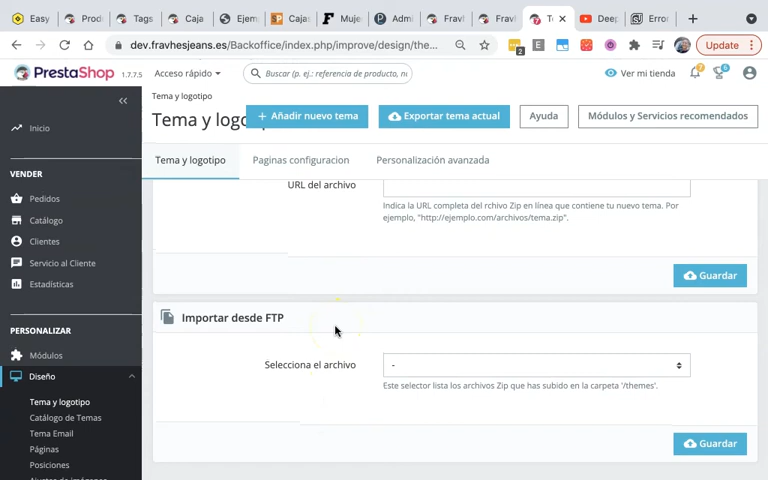 Easy
Prod
Tags
Caja
Ejem
Cajas
Muje
Admi
Fravl
Fravl
Te
Deep
Error
dev.fravhesjeans.es/Backoffice/index.php/improve/design/the...
2
Update
PrestaShop
1.7.7.5
Acceso rápido
Buscar (p. ej.: referencia de producto, no
Ver mi tienda
Tema y logotipo
Añadir nuevo tema
Exportar tema actual
Ayuda
Módulos y Servicios recomendados
Tema y logotipo
Paginas configuracion
Personalización avanzada
Inicio
VENDER
Pedidos
Catálogo
Clientes
Servicio al Cliente
Estadísticas
PERSONALIZAR
Módulos
Diseño
Tema y logotipo
Catálogo de Temas
Tema Email
Páginas
Posiciones
URL del archivo
Indica la URL completa del rchivo Zip en línea que contiene tu nuevo tema. Por
ejemplo, "http://ejemplo.com/archivos/tema.zip".
Guardar
Importar desde FTP
Selecciona el archivo
-
Este selector lista los archivos Zip que has subido en la carpeta '/themes'.
Guardar